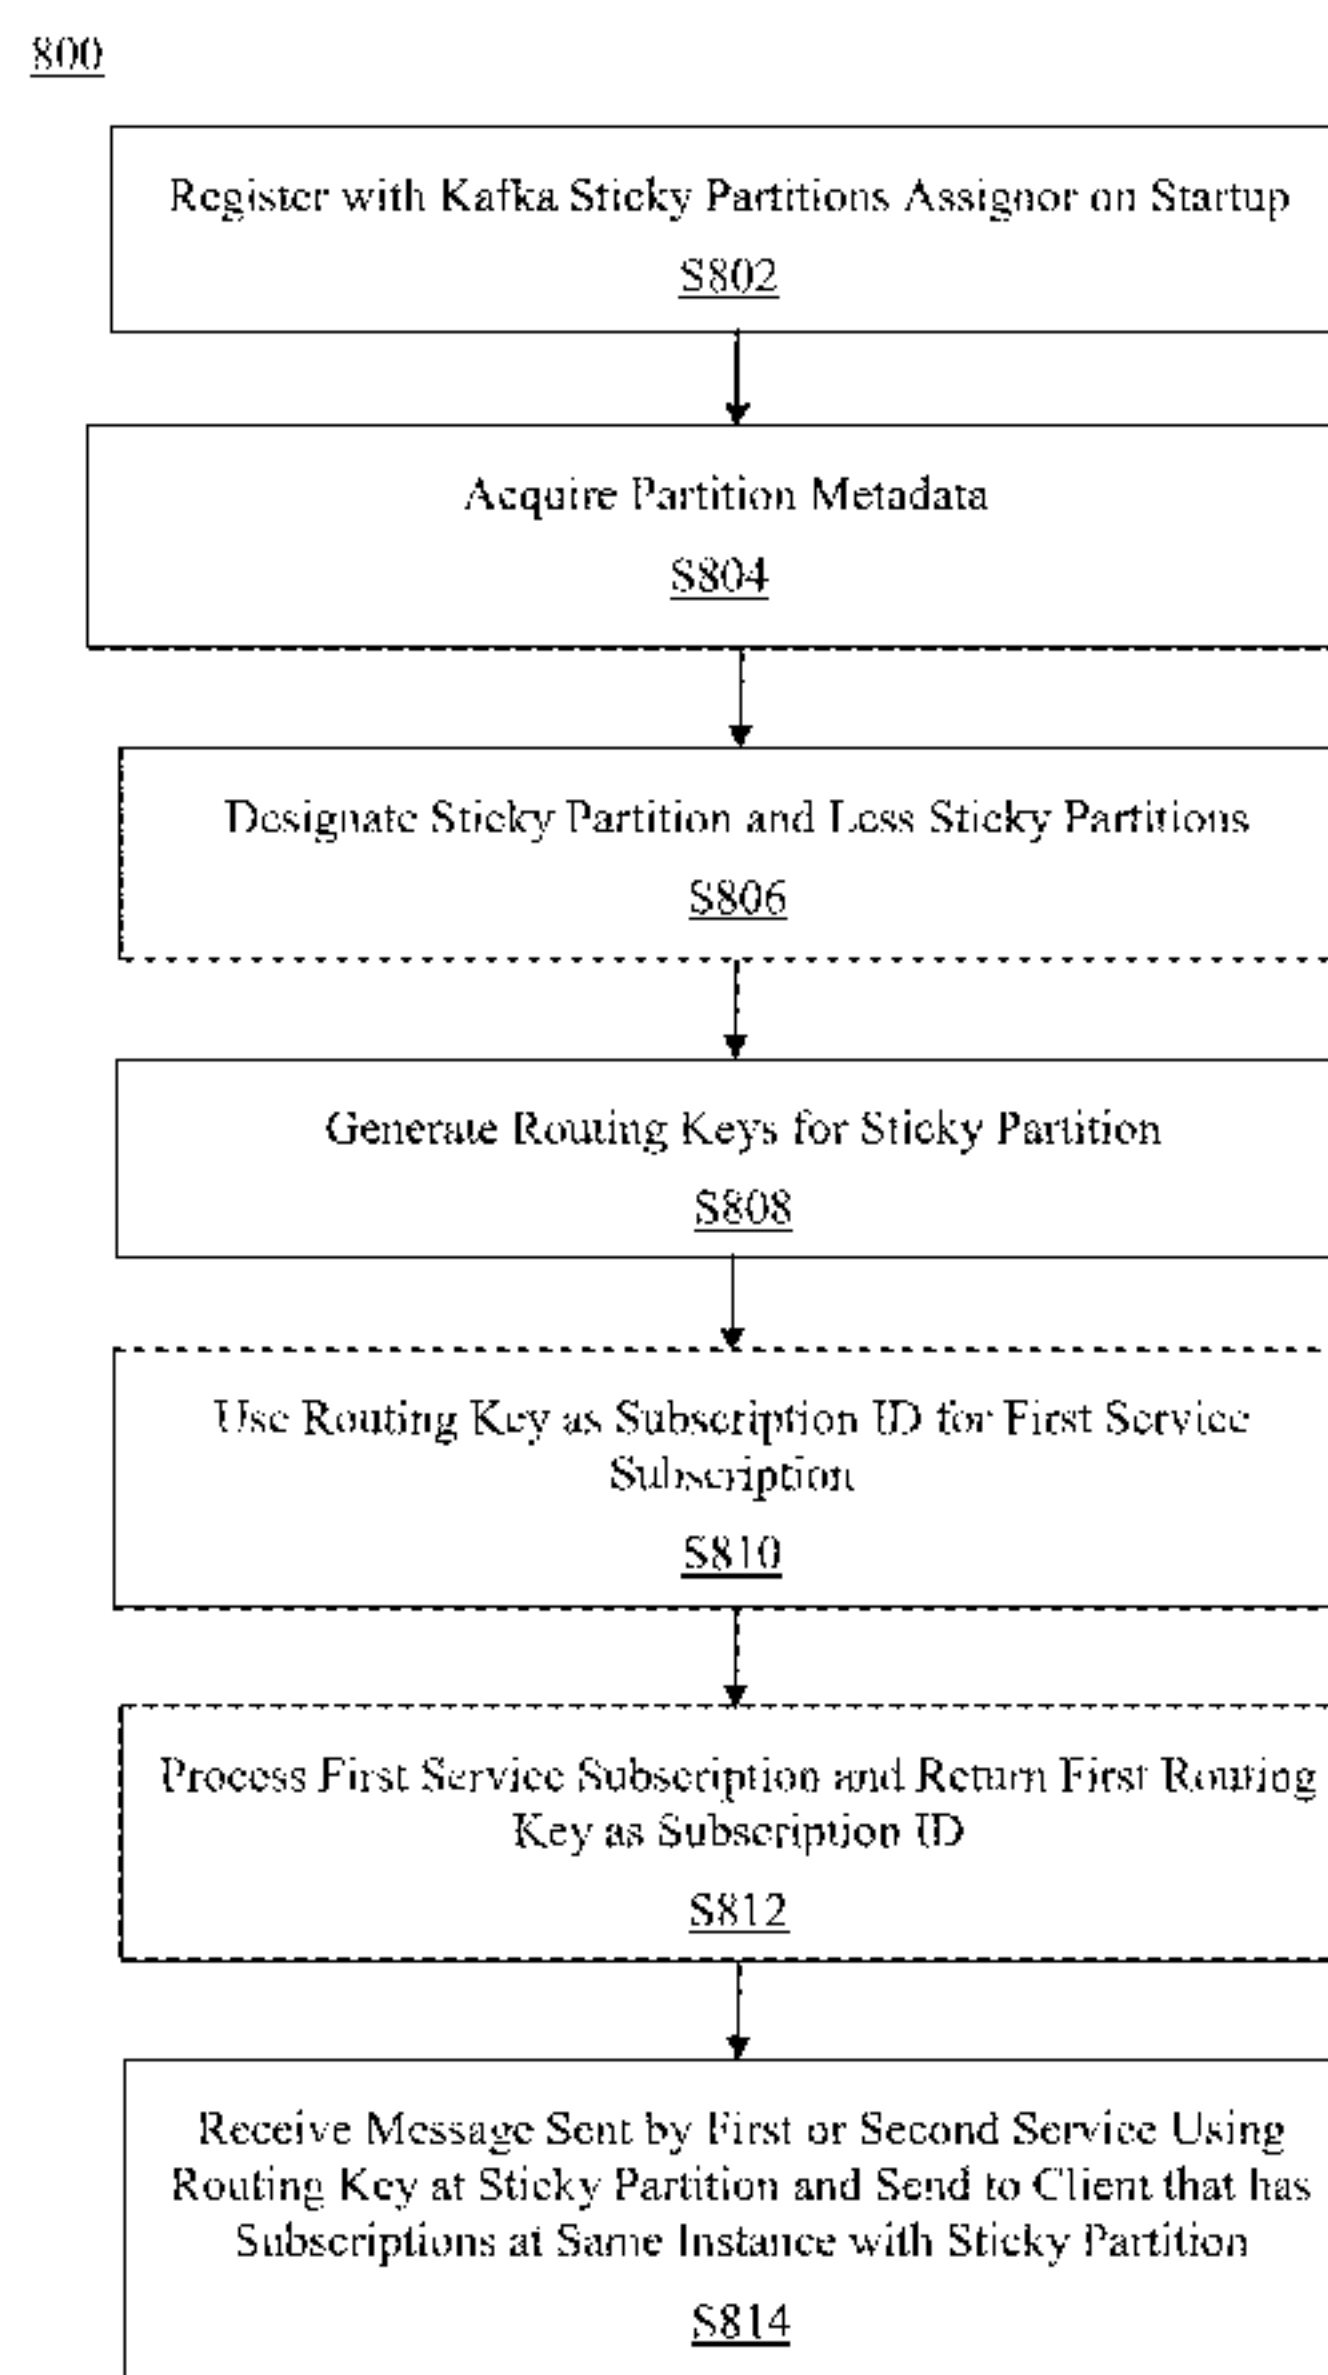 800
Register with Kafka Sticky Partitions Assignor on Startup
S802
Acquire Partition Metadata
S804
Designate Sticky Partition and Less Sticky Partitions
S806
Generate Routing Keys for Sticky Partition
S808
Use Routing Key as Subscription ID for First Service
Subscription
S810
Process First Service Subscription and Return First Routing
Key as Subscription ID
S812
Receive Message Sent by First or Second Service Using
Routing Key at Sticky Partition and Send to Client that has
Subscriptions at Same Instance with Sticky Partition
S814